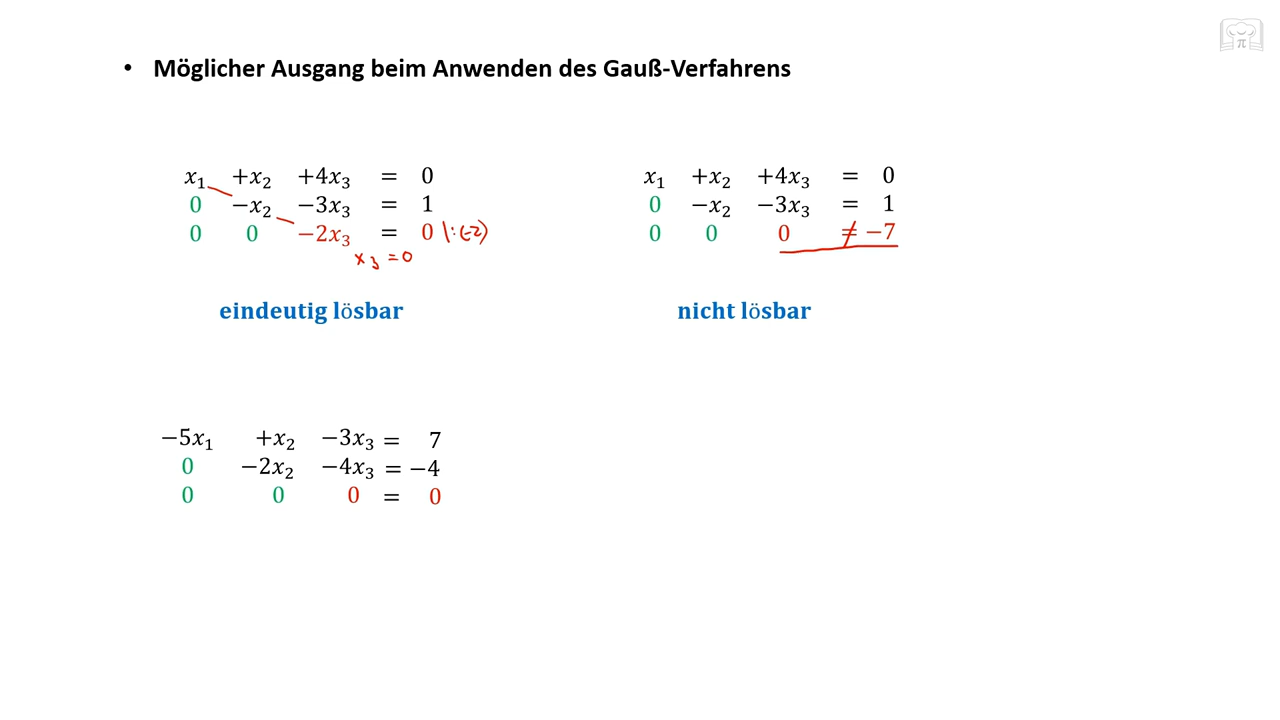 • Möglicher Ausgang beim Anwenden des Gauß-Verfahrens
x₁ +x₂ +4x₃ = 0
0 −x₂ −3x₃ = 1
0 0 −2x₃ = 0 |:(-2)
x₃ = 0
eindeutig lösbar
x₁ +x₂ +4x₃ = 0
0 −x₂ −3x₃ = 1
0 0 0 ≠ −7
nicht lösbar
−5x₁ +x₂ −3x₃ = 7
0 −2x₂ −4x₃ = −4
0 0 0 = 0
π